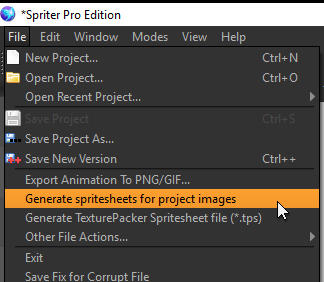 *Spriter Pro Edition
File Edit Windows Modes View Help
New Project... Ctrl+N
Open Project... Ctrl+O
Open Recent Project...
Save Project Ctrl+S
Save Project As...
Save New Version Ctrl++
Export Animation To PNG/GIF...
Generate spritesheets for project images
Generate TexturePacker Spritesheet file (*.tps)
Other File Actions...
Exit
Save Fix for Corrupt File